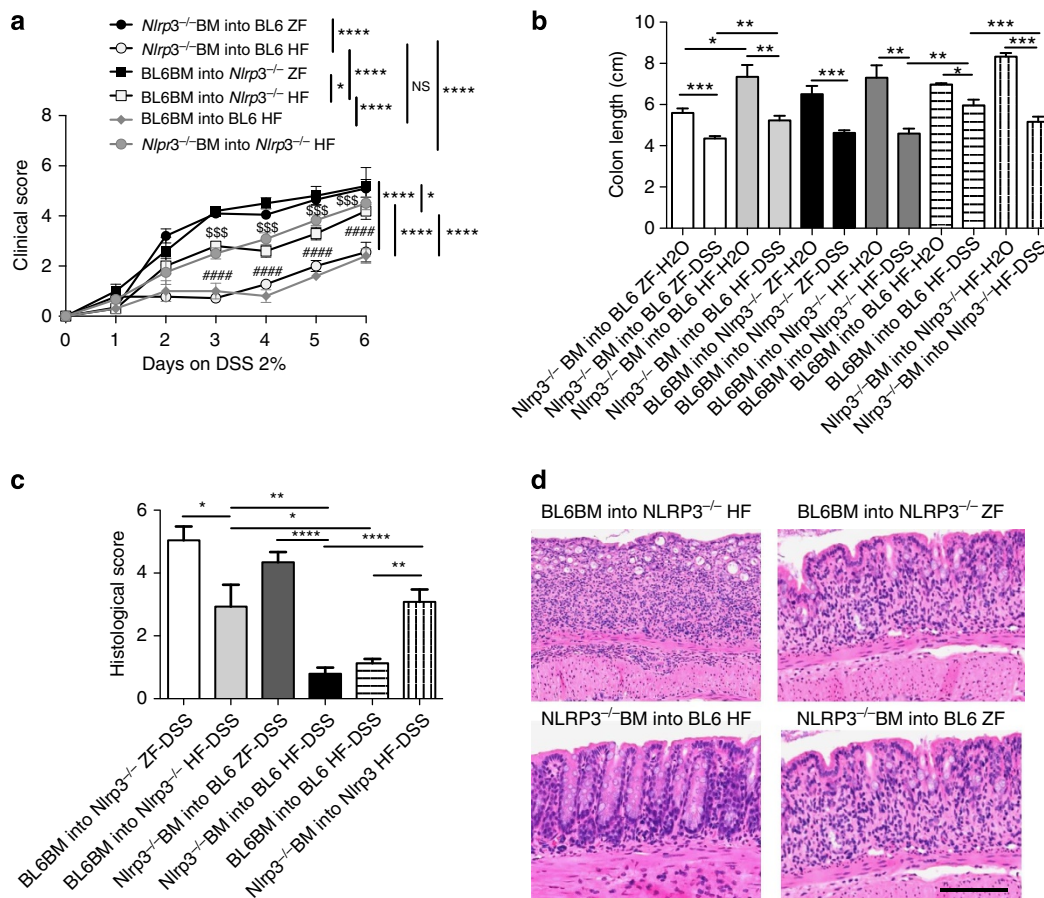 a
Nlrp3–/–BM into BL6 ZF
Nlrp3–/–BM into BL6 HF
BL6BM into Nlrp3–/– ZF
BL6BM into Nlrp3–/– HF
BL6BM into BL6 HF
Nlpr3–/–BM into Nlrp3–/– HF
****
*
****
****
NS
****
Clinical score
8
6
4
2
0
$$$
$$$
$$$
$$$
####
####
####
####
****
*
****
****
0 1 2 3 4 5 6
Days on DSS 2%
b
Colon length (cm)
10
8
6
4
2
0
***
*
**
**
***
**
**
*
***
***
Nlrp3–/– BM into BL6 ZF-H2O
Nlrp3–/– BM into BL6 ZF-DSS
Nlrp3–/– BM into BL6 HF-H2O
Nlrp3–/– BM into BL6 HF-DSS
BL6BM into Nlrp3–/– ZF-H2O
BL6BM into Nlrp3–/– ZF-DSS
BL6BM into Nlrp3–/– HF-H2O
BL6BM into Nlrp3–/– HF-DSS
BL6BM into BL6 HF-H2O
BL6BM into BL6 HF-DSS
Nlrp3–/–BM into Nlrp3–/–HF-H2O
Nlrp3–/–BM into Nlrp3–/–HF-DSS
c
Histological score
6
4
2
0
*
**
*
****
****
**
BL6BM into Nlrp3–/– ZF-DSS
BL6BM into Nlrp3–/– HF-DSS
Nlrp3–/–BM into BL6 ZF-DSS
Nlrp3–/–BM into BL6 HF-DSS
BL6BM into BL6 HF-DSS
Nlrp3–/–BM into Nlrp3 HF-DSS
d
BL6BM into NLRP3–/– HF
BL6BM into NLRP3–/– ZF
NLRP3–/–BM into BL6 HF
NLRP3–/–BM into BL6 ZF